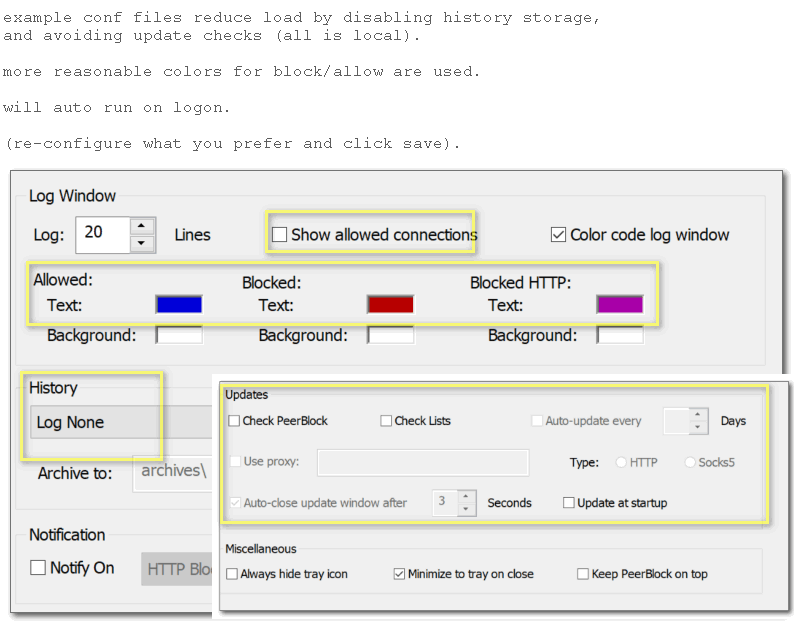 example conf files reduce load by disabling history storage,
and avoiding update checks (all is local).
more reasonable colors for block/allow are used.
will auto run on logon.
(re-configure what you prefer and click save).
Log Window
Log: 20 Lines Show allowed connections Color code log window
Allowed: Blocked: Blocked HTTP:
Text: Text: Text:
Background: Background: Background:
History
Log None
Archive to: archives\
Notification
Notify On HTTP Blo
Updates
Check PeerBlock Check Lists Auto-update every Days
Use proxy: Type: HTTP Socks5
Auto-close update window after 3 Seconds Update at startup
Miscellaneous
Always hide tray icon Minimize to tray on close Keep PeerBlock on top